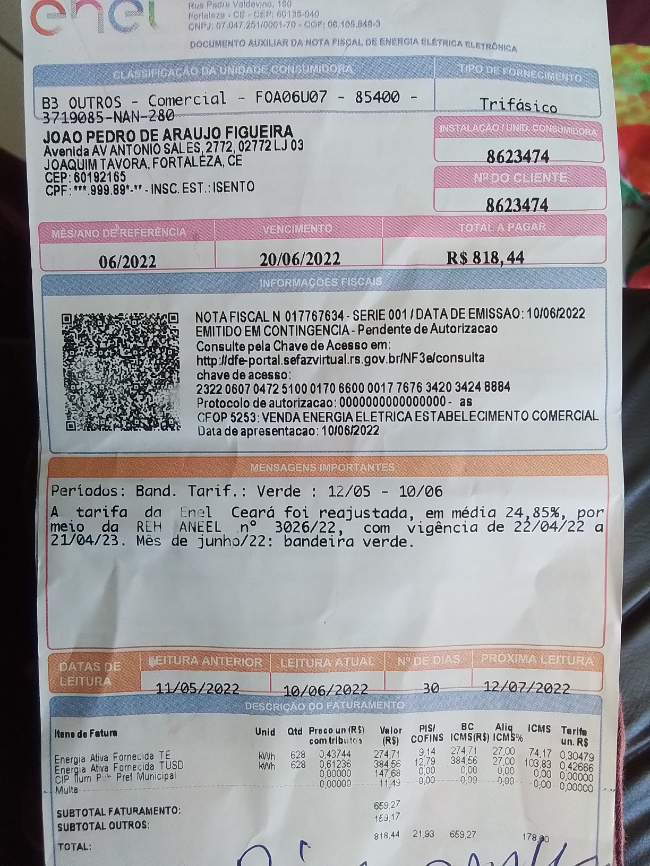 enel
Rua Padre Valdevino, 150
Fortaleza - CE - CEP: 60135-040
CNPJ: 07.047.251/0001-70 - CGF: 06.105.848-3
DOCUMENTO AUXILIAR DA NOTA FISCAL DE ENERGIA ELÉTRICA ELETRÔNICA
CLASSIFICAÇÃO DA UNIDADE CONSUMIDORA
TIPO DE FORNECIMENTO
B3 OUTROS - Comercial - FOA06U07 - 85400 -
3719085-NAN-280
Trifásico
JOAO PEDRO DE ARAUJO FIGUEIRA
Avenida AV ANTONIO SALES, 2772, 02772 LJ 03
JOAQUIM TAVORA, FORTALEZA, CE
CEP: 60192165
CPF: ***.999.89*-** - INSC. EST.: ISENTO
INSTALAÇÃO / UNID. CONSUMIDORA
8623474
Nº DO CLIENTE
8623474
MÊS/ANO DE REFERÊNCIA VENCIMENTO TOTAL A PAGAR
06/2022 20/06/2022 R$ 818,44
INFORMAÇÕES FISCAIS
NOTA FISCAL N 017767634 - SERIE 001 / DATA DE EMISSAO: 10/06/2022
EMITIDO EM CONTINGENCIA - Pendente de Autorizacao
Consulte pela Chave de Acesso em:
http://dfe-portal.sefazvirtual.rs.gov.br/NF3e/consulta
chave de acesso:
2322 0607 0472 5100 0170 6600 0017 7676 3420 3424 8884
Protocolo de autorizacao: 0000000000000000 - as
CFOP 5253: VENDA ENERGIA ELETRICA ESTABELECIMENTO COMERCIAL
Data de apresentacao: 10/06/2022
MENSAGENS IMPORTANTES
Períodos: Band. Tarif.: Verde : 12/05 - 10/06
A tarifa da Enel Ceará foi reajustada, em média 24,85%, por
meio da REH ANEEL nº 3026/22, com vigência de 22/04/22 a
21/04/23. Mês de junho/22: bandeira verde.
DATAS DE LEITURA
LEITURA ANTERIOR LEITURA ATUAL Nº DE DIAS PRÓXIMA LEITURA
11/05/2022 10/06/2022 30 12/07/2022
DESCRIÇÃO DO FATURAMENTO
Itens de Fatura Unid Qtd Preco un (R$) com tributos Valor (R$) PIS/ COFINS BC ICMS(R$) Aliq ICMS% ICMS Tarifa un. R$
Energia Ativa Fornecida TE kWh 628 0,43744 274,71 9,14 274,71 27,00 74,17 0,30479
Energia Ativa Fornecida TUSD kWh 628 0,61236 384,56 12,79 384,56 27,00 103,83 0,42666
CIP Ilum Pub Pref Municipal 0,00000 147,68 0,00 0,00 0,00 0,00 0,00000
Multa 0,00000 11,49 0,00 0,00 0,00 0,00 0,00000
SUBTOTAL FATURAMENTO: 659,27
SUBTOTAL OUTROS: 159,17
TOTAL: 818,44 21,93 659,27 178,00